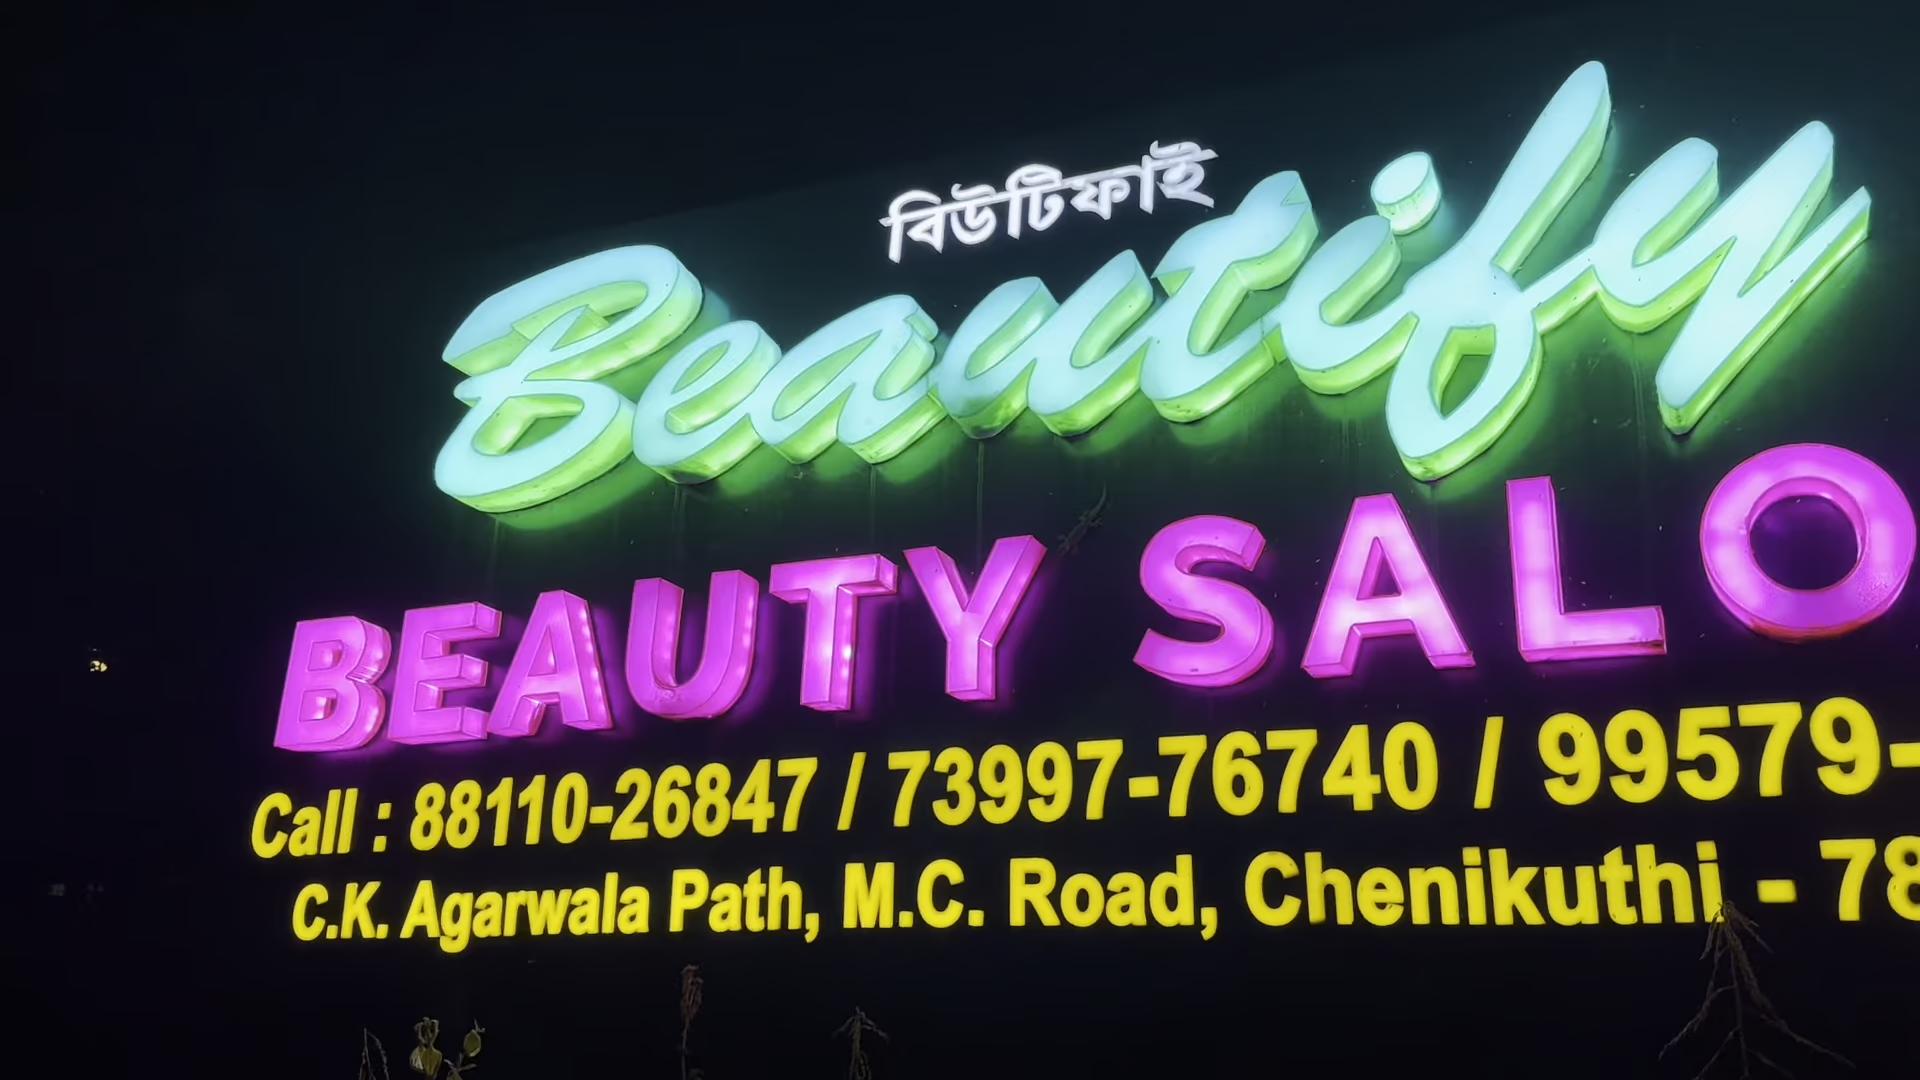 বিউটিফাই
Beautify
BEAUTY SALO
Call : 88110-26847 / 73997-76740 / 99579-
C.K. Agarwala Path, M.C. Road, Chenikuthi - 78